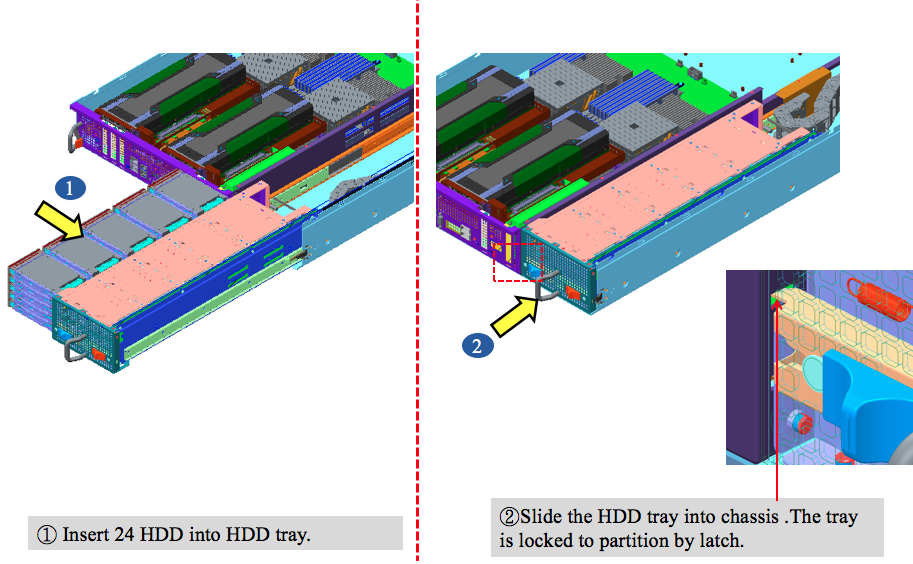 1
2
① Insert 24 HDD into HDD tray.
②Slide the HDD tray into chassis .The tray
is locked to partition by latch.